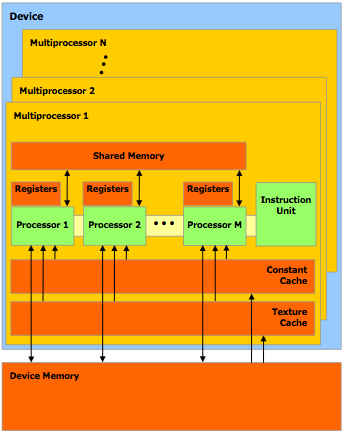 Device
Multiprocessor N
Multiprocessor 2
Multiprocessor 1
Shared Memory
Registers
Registers
Registers
Instruction
Unit
Processor 1
Processor 2
Processor M
Constant
Cache
Texture
Cache
Device Memory